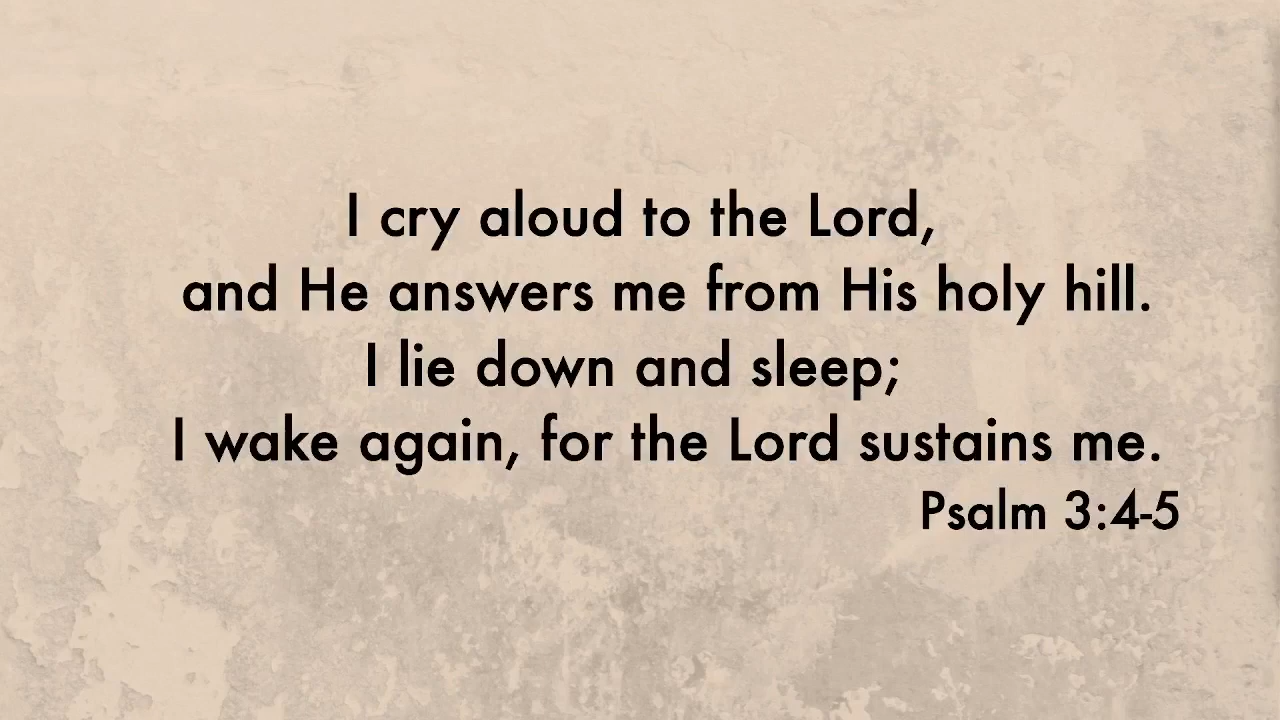 I cry aloud to the Lord,
and He answers me from His holy hill.
I lie down and sleep;
I wake again, for the Lord sustains me.
Psalm 3:4-5